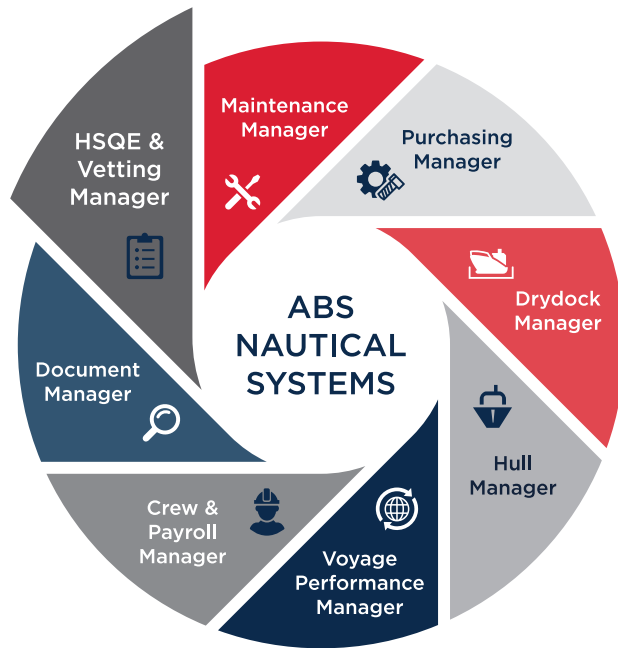 ABS
NAUTICAL
SYSTEMS
Maintenance
Manager
Purchasing
Manager
Drydock
Manager
Hull
Manager
Voyage
Performance
Manager
Crew &
Payroll
Manager
Document
Manager
HSQE &
Vetting
Manager